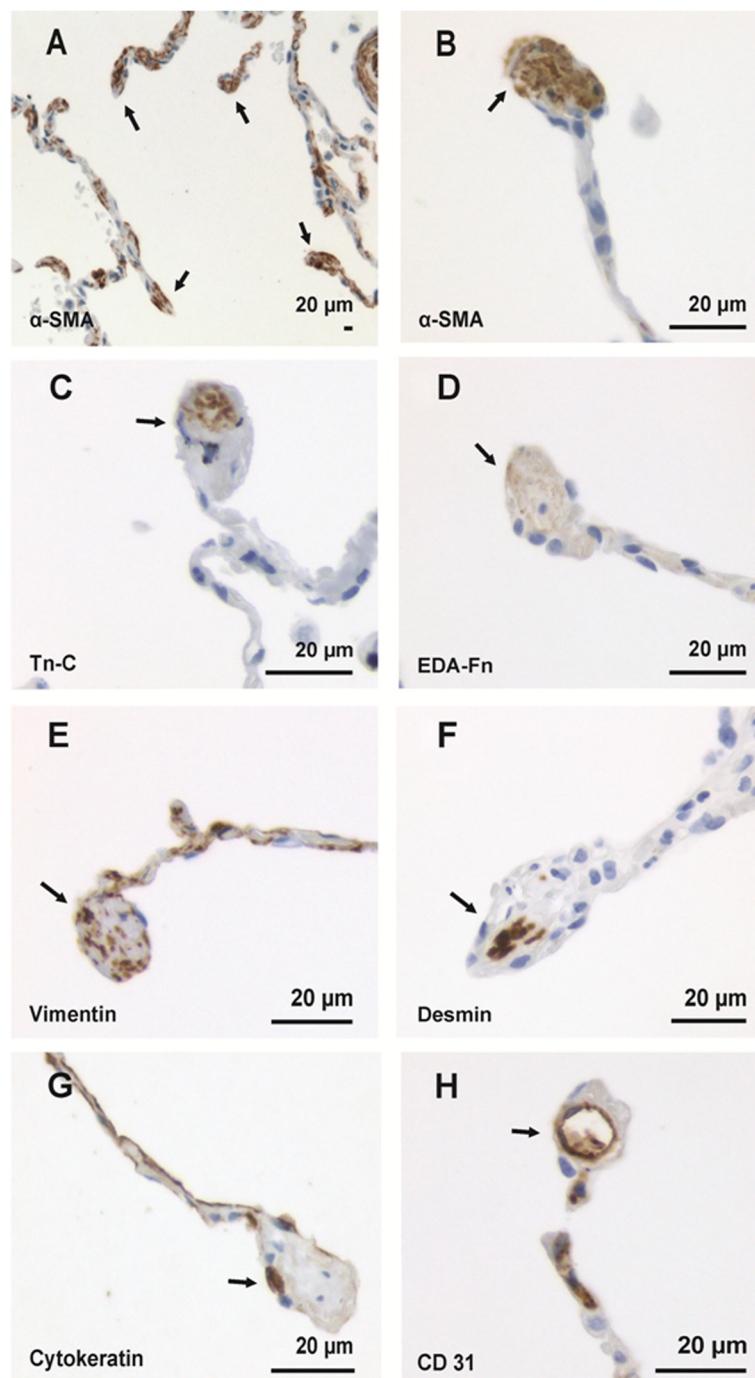 A
20 µm
α-SMA
B
α-SMA
20 µm
C
Tn-C
20 µm
D
EDA-Fn
20 µm
E
Vimentin
20 µm
F
Desmin
20 µm
G
Cytokeratin
20 µm
H
CD 31
20 µm